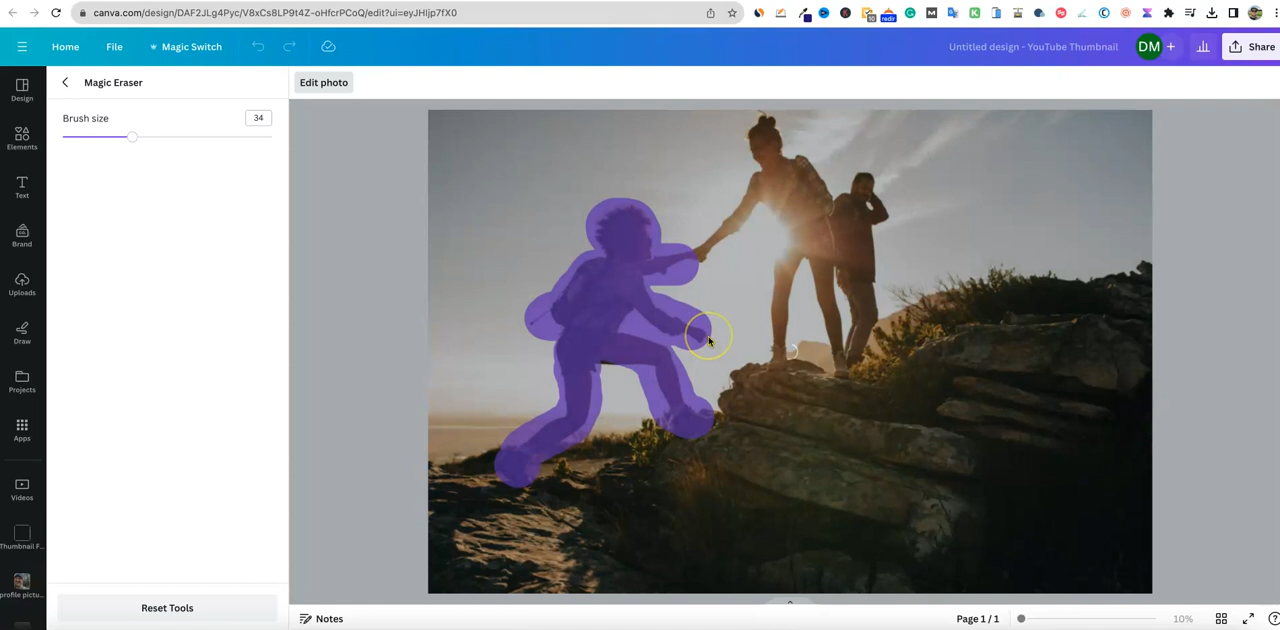 canva.com/design/DAF2JLg4Pyc/V8xCs8LP9t4Z-oHfcrPCoQ/edit?ui=eyJHIjp7fX0
Home File Magic Switch Untitled design - YouTube Thumbnail DM + Share
Design
Elements
Text
Brand
Uploads
Draw
Projects
Apps
Videos
Thumbnail F...
profile pictu...
Magic Eraser
Brush size 34
Reset Tools
Edit photo
Notes Page 1 / 1 10%